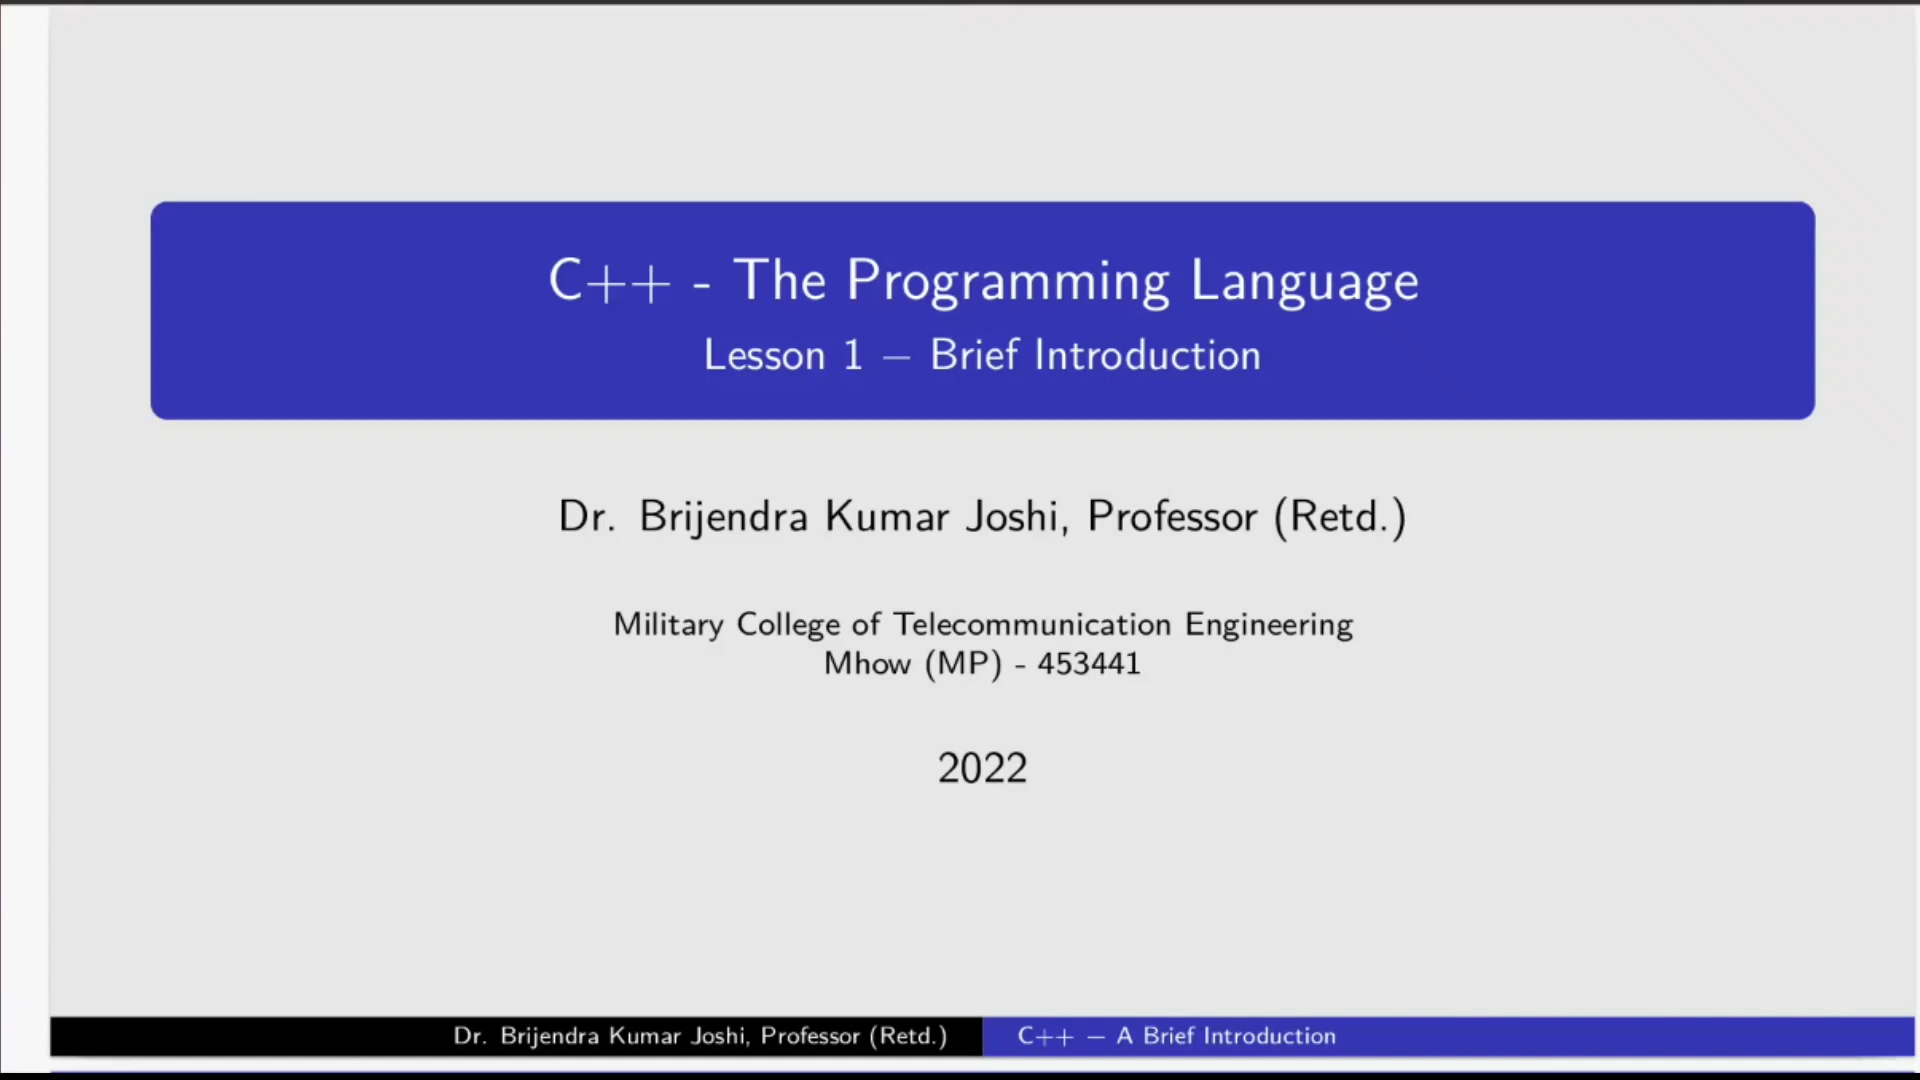 C++ - The Programming Language
Lesson 1 – Brief Introduction
Dr. Brijendra Kumar Joshi, Professor (Retd.)
Military College of Telecommunication Engineering
Mhow (MP) - 453441
2022
Dr. Brijendra Kumar Joshi, Professor (Retd.)
C++ – A Brief Introduction